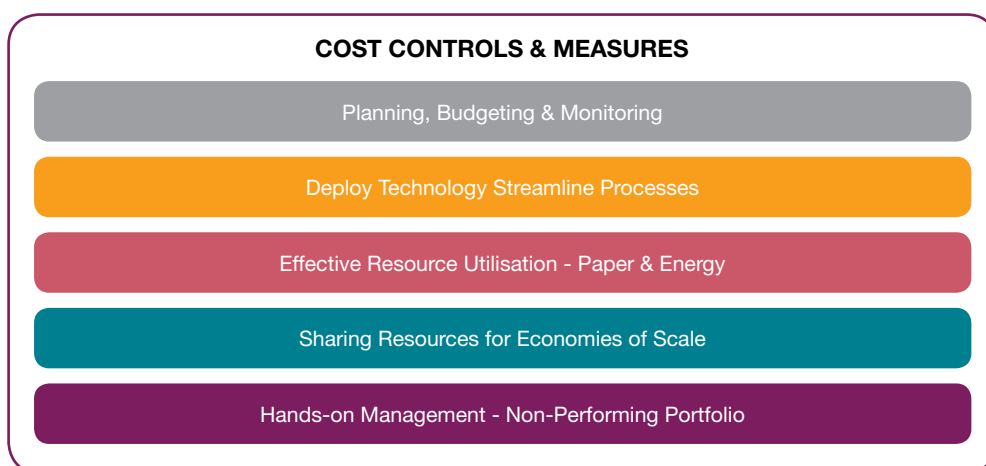 COST CONTROLS & MEASURES
Planning, Budgeting & Monitoring
Deploy Technology Streamline Processes
Effective Resource Utilisation - Paper & Energy
Sharing Resources for Economies of Scale
Hands-on Management - Non-Performing Portfolio